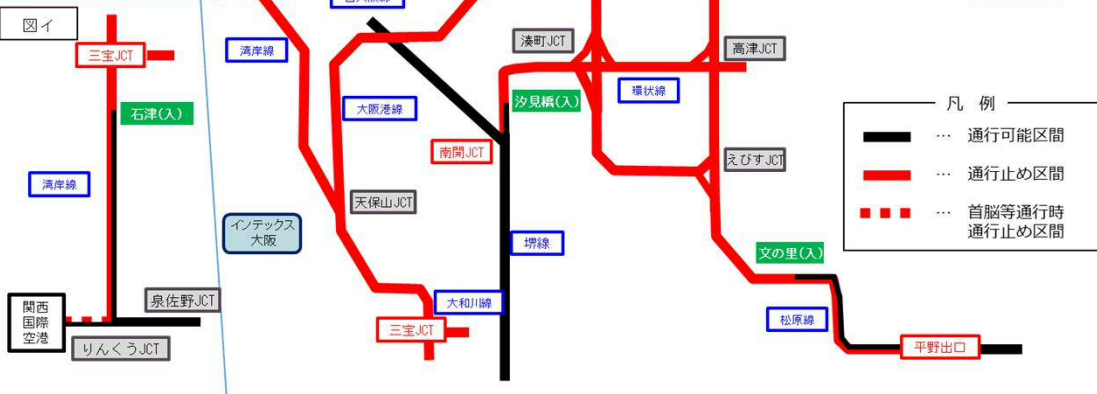 図イ
三宝JCT
石津(入)
湾岸線
関西
国際
空港
りんくうJCT
泉佐野JCT
湾岸線
大阪港線
天保山JCT
インテックス
大阪
三宝JCT
大和川線
南開JCT
汐見橋(入)
堺線
湊町JCT
環状線
高津JCT
えびすJCT
文の里(入)
松原線
平野出口
凡 例
… 通行可能区間
… 通行止め区間
… 首脳等通行時
通行止め区間